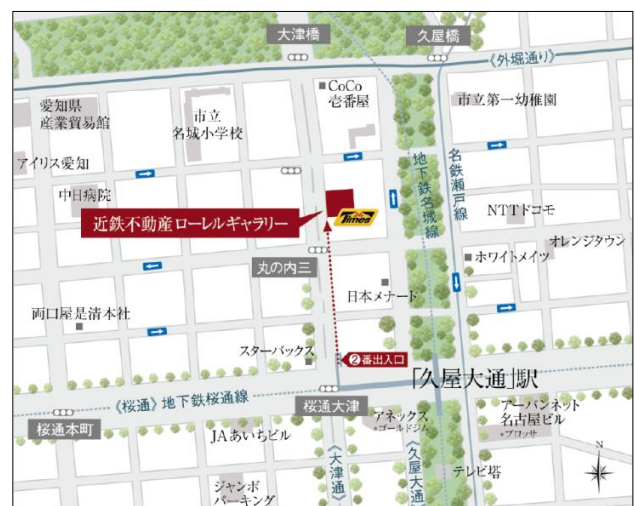 大津橋
久屋橋
《外堀通り》
CoCo
壱番屋
市立第一幼稚園
愛知県
産業貿易館
市立
名城小学校
アイリス愛知
中日病院
地下鉄名城線
名鉄瀬戸線
NTTドコモ
近鉄不動産ローレルギャラリー
Times
オレンジタウン
ホワイトメイツ
丸の内三
日本メナード
両口屋是清本社
スターバックス
2番出入口
「久屋大通」駅
《桜通》地下鉄桜通線
桜通大津
桜通本町
アネックス
ゴールドジム
アーバンネット
名古屋ビル
ブロッサ
JAあいちビル
《大津通》
《久屋大通》
テレビ塔
ジャンボ
パーキング
N